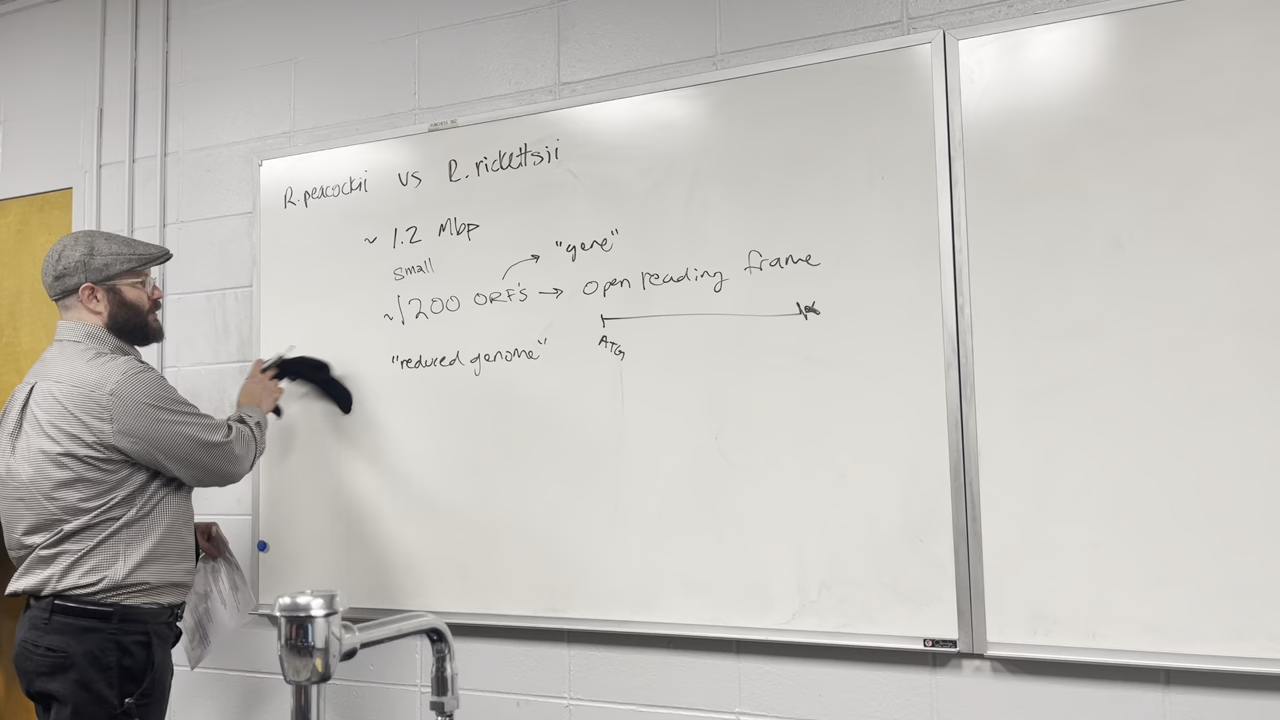 R. peacockii vs R. rickettsii
~ 1.2 Mbp
small
"gene"
~1200 ORF's → open reading frame
ATG
"reduced genome"